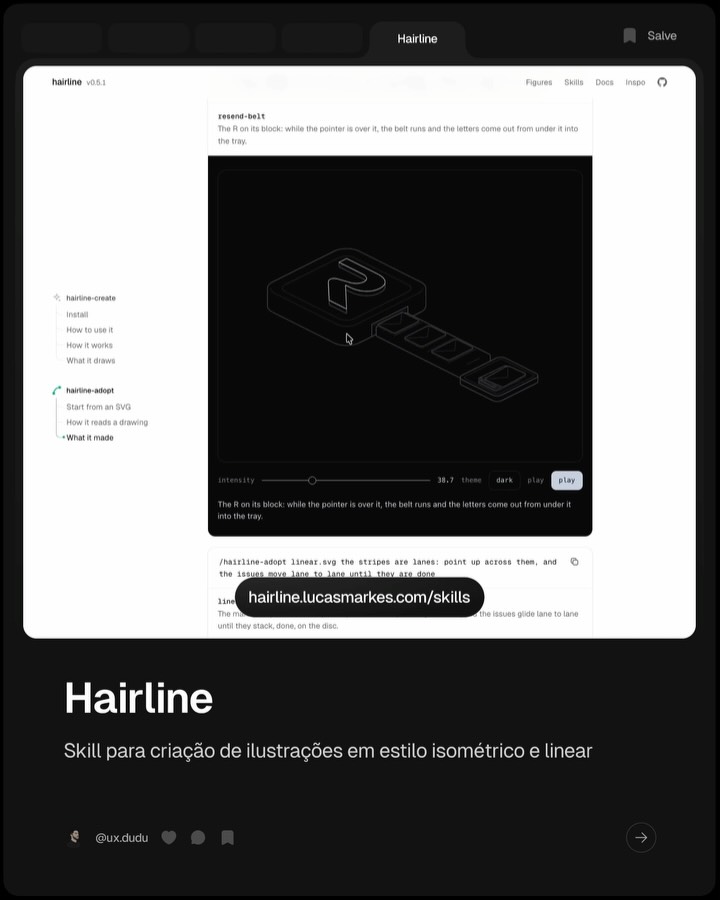 Hairline
Salve
hairline v0.5.1
Figures Skills Docs Inspo
resend-belt
The R on its block: while the pointer is over it, the belt runs and the letters come out from under it into
the tray.
hairline-create
Install
How to use it
How it works
What it draws
hairline-adopt
Start from an SVG
How it reads a drawing
What it made
intensity 38.7 theme dark play play
The R on its block: while the pointer is over it, the belt runs and the letters come out from under it
into the tray.
/hairline-adopt linear.svg the stripes are lanes: point up across them, and
the issues move lane to lane until they are done
hairline.lucasmarkes.com/skills
the issues glide lane to lane
until they stack, done, on the disc.
Hairline
Skill para criação de ilustrações em estilo isométrico e linear
@ux.dudu